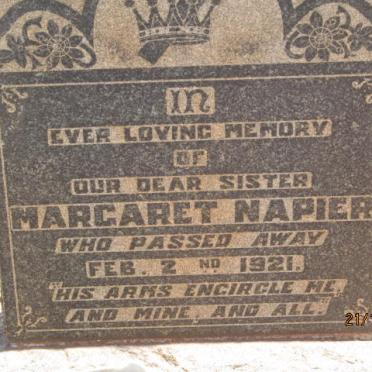 In
EVER LOVING MEMORY
OF
OUR DEAR SISTER
MARGARET NAPIER
WHO PASSED AWAY
FEB. 2ND 1921.
"HIS ARMS ENCIRCLE ME,
AND MINE, AND ALL."
21/